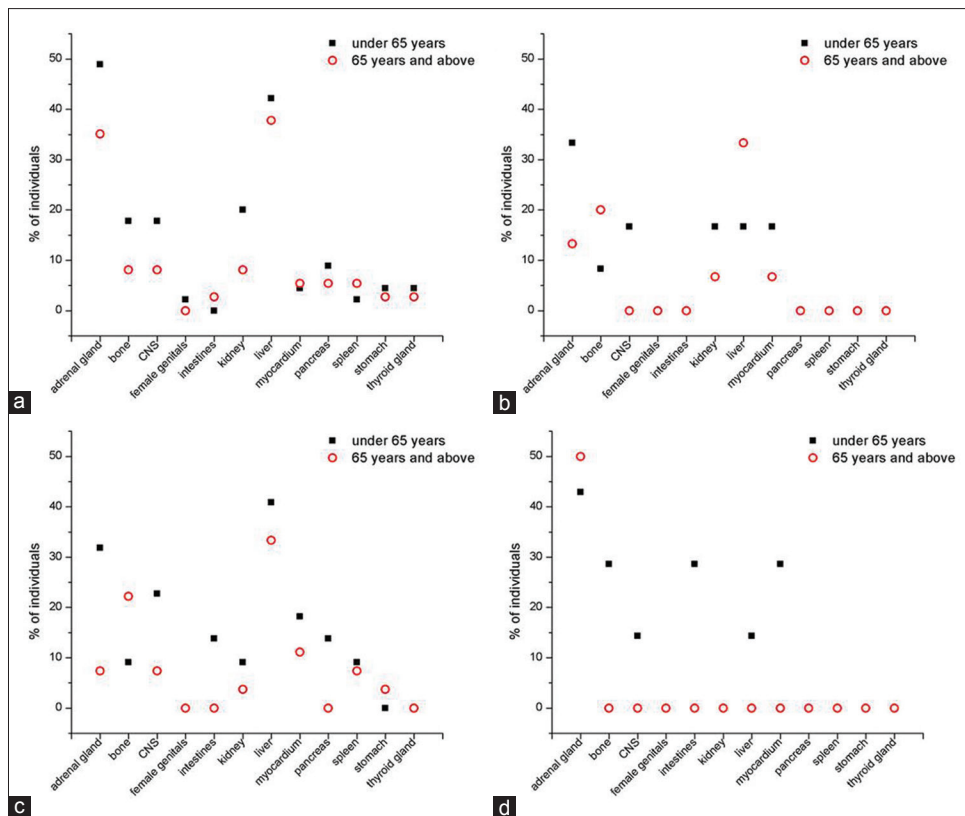 under 65 years
65 years and above
50
40
30
20
10
0
% of individuals
adrenal gland
bone
CNS
female genitals
intestines
kidney
liver
myocardium
pancreas
spleen
stomach
thyroid gland
a
under 65 years
65 years and above
50
40
30
20
10
0
% of individuals
adrenal gland
bone
CNS
female genitals
intestines
kidney
liver
myocardium
pancreas
spleen
stomach
thyroid gland
b
under 65 years
65 years and above
50
40
30
20
10
0
% of individuals
adrenal gland
bone
CNS
female genitals
intestines
kidney
liver
myocardium
pancreas
spleen
stomach
thyroid gland
c
under 65 years
65 years and above
50
40
30
20
10
0
% of individuals
adrenal gland
bone
CNS
female genitals
intestines
kidney
liver
myocardium
pancreas
spleen
stomach
thyroid gland
d